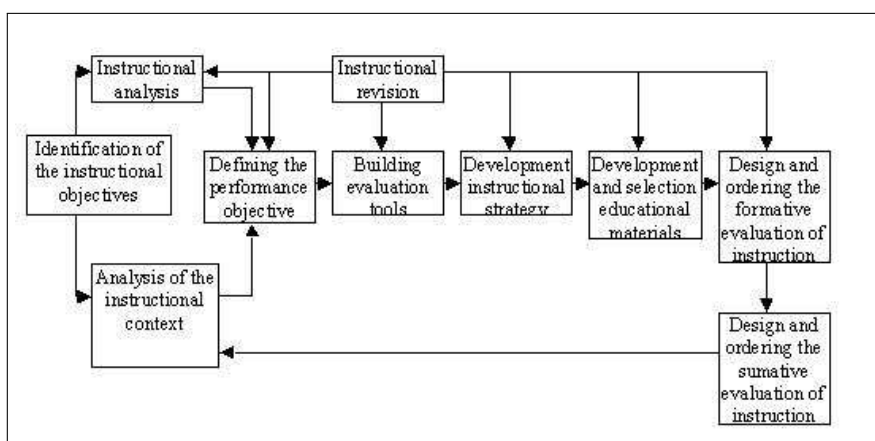 Instructional
analysis
Instructional
revision
Identification of
the instructional
objectives
Defining the
performance
objective
Building
evaluation
tools
Development
instructional
strategy
Development
and selection
educational
materials
Design and
ordering the
formative
evaluation of
instruction
Analysis of the
instructional
context
Design and
ordering the
sumative
evaluation of
instruction